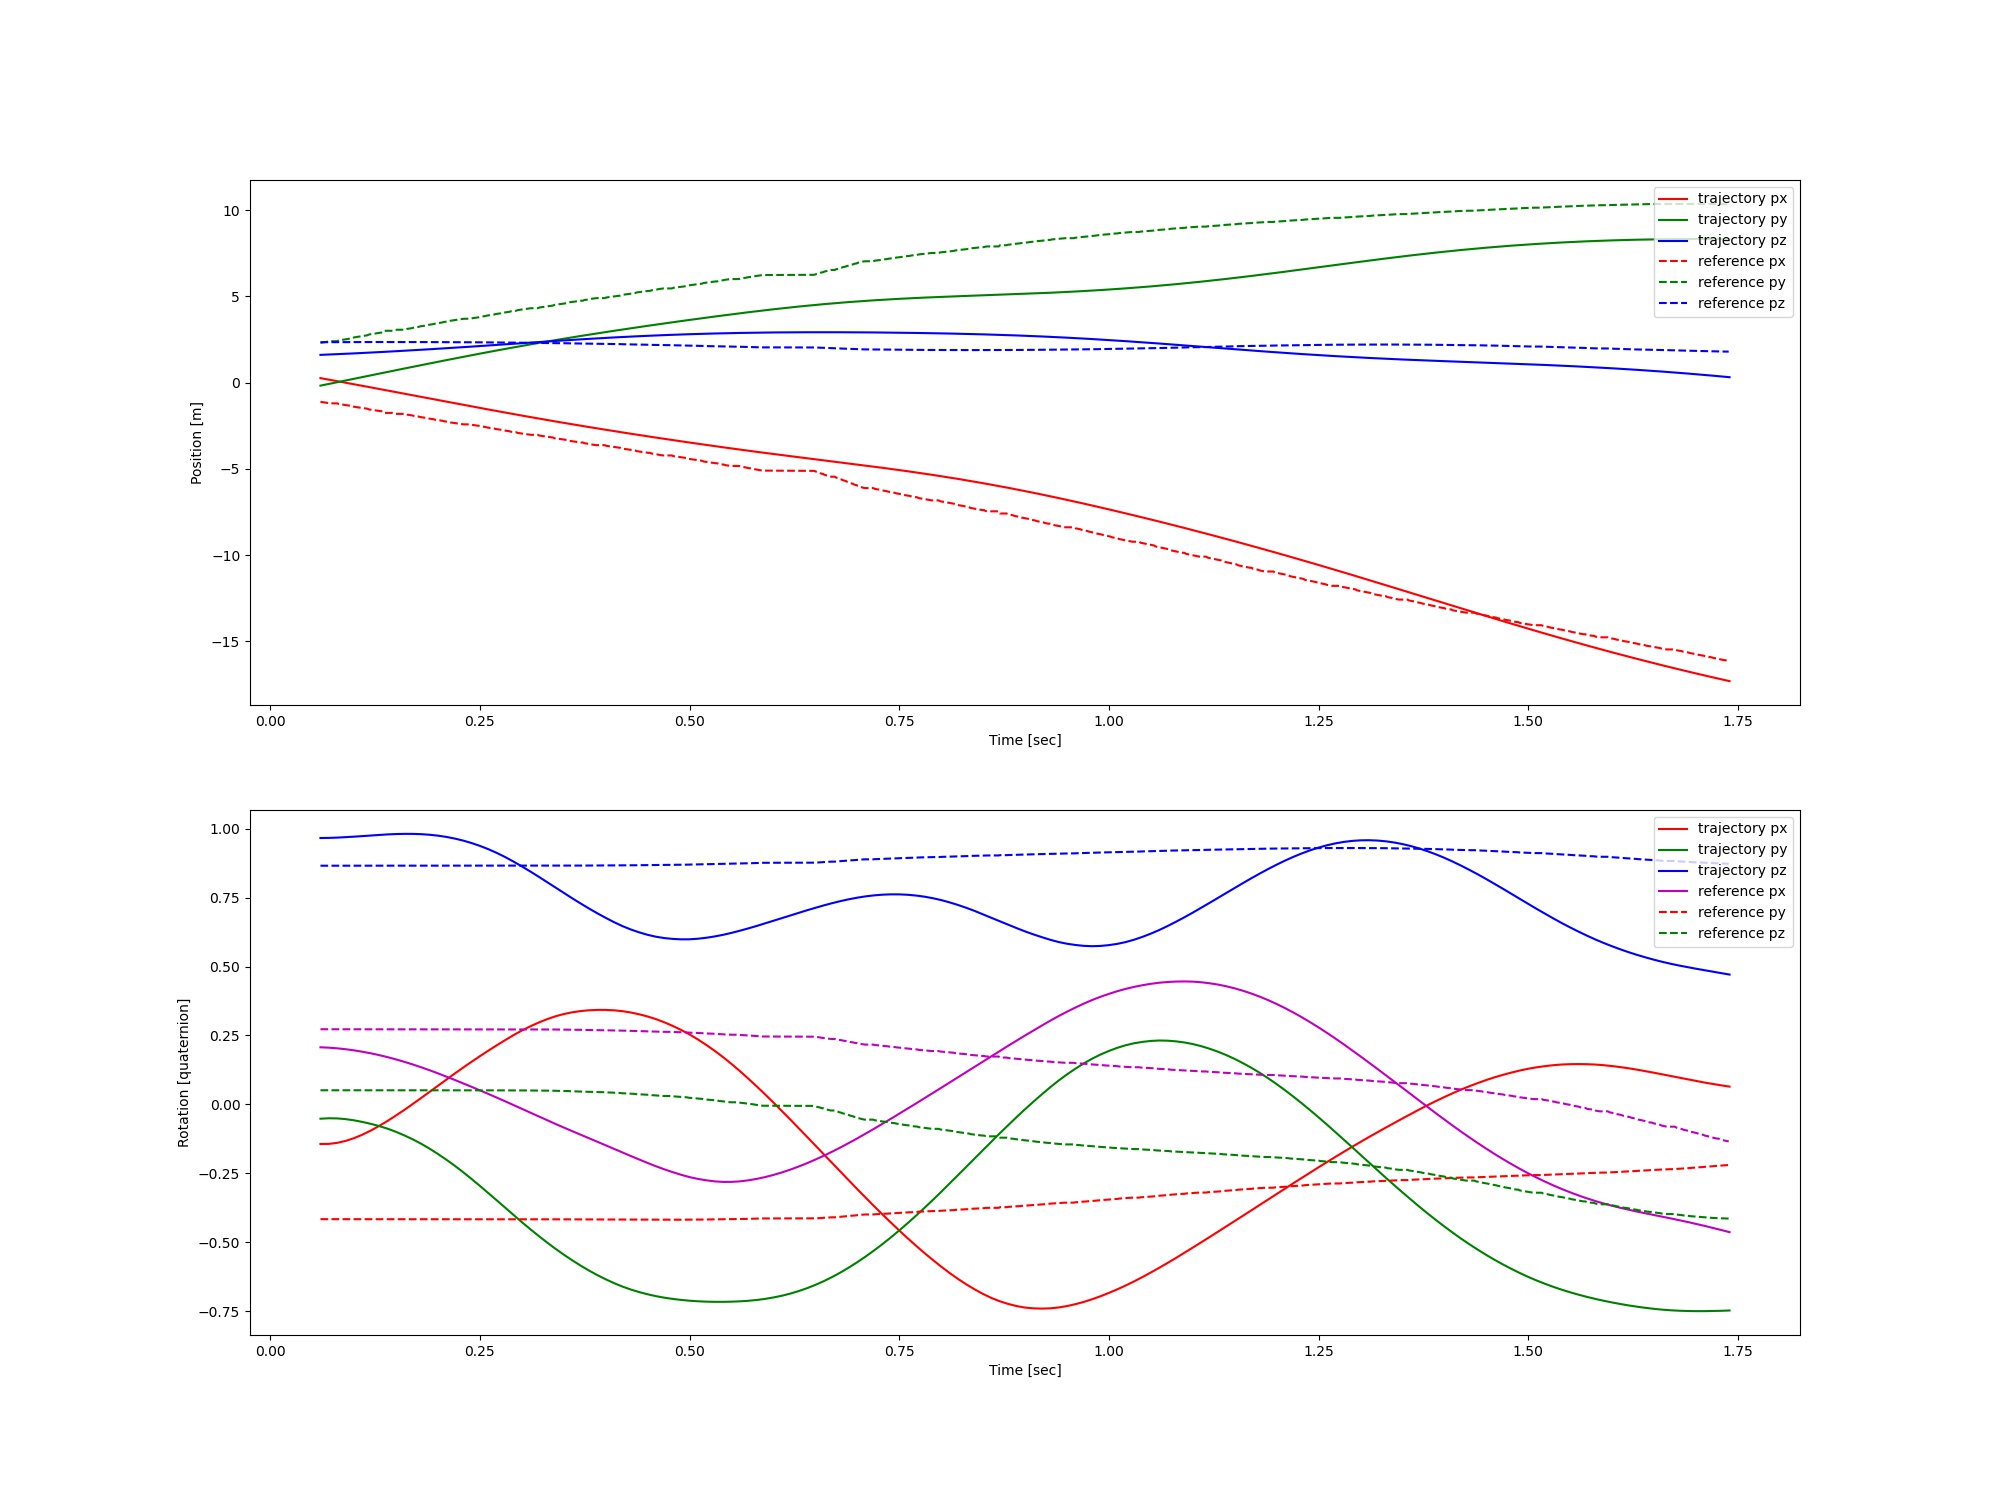 10
5
0
−5
−10
−15
Position [m]
trajectory px
trajectory py
trajectory pz
reference px
reference py
reference pz
0.00 0.25 0.50 0.75 1.00 1.25 1.50 1.75
Time [sec]
1.00
0.75
0.50
0.25
0.00
−0.25
−0.50
−0.75
Rotation [quaternion]
trajectory px
trajectory py
trajectory pz
reference px
reference py
reference pz
0.00 0.25 0.50 0.75 1.00 1.25 1.50 1.75
Time [sec]